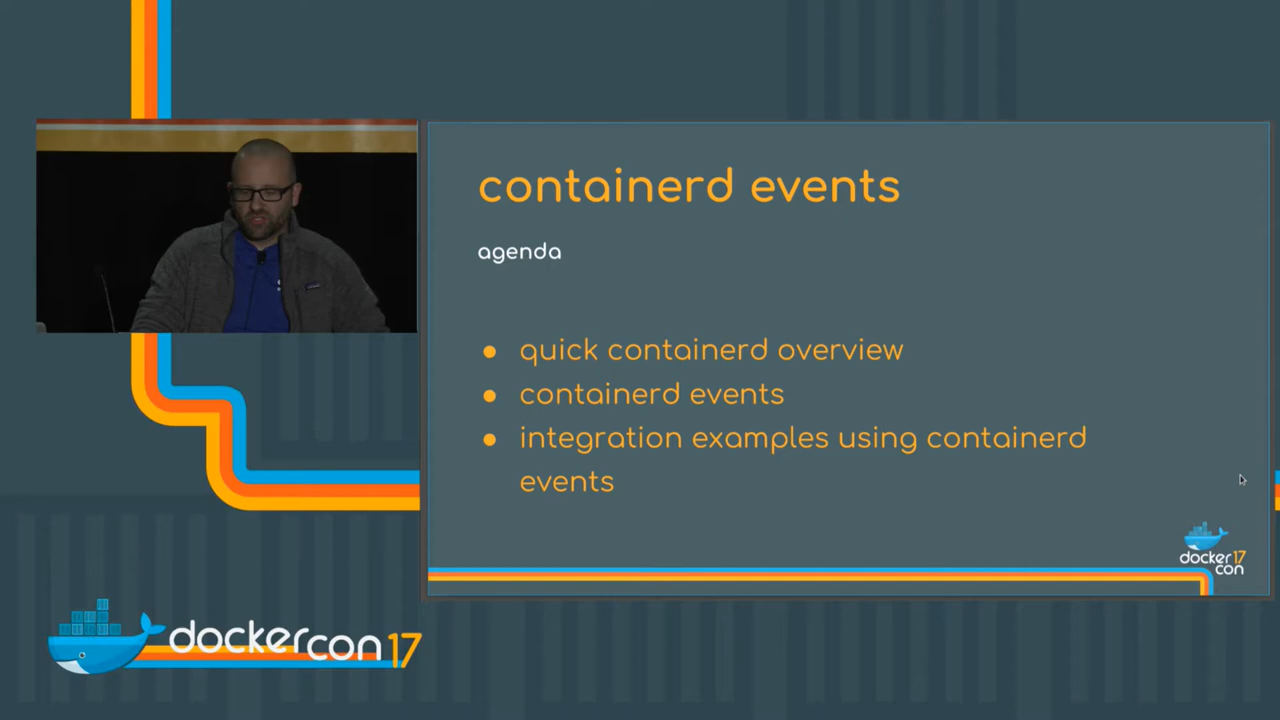 containerd events
agenda
● quick containerd overview
● containerd events
● integration examples using containerd
events
docker 17
con
dockercon 17